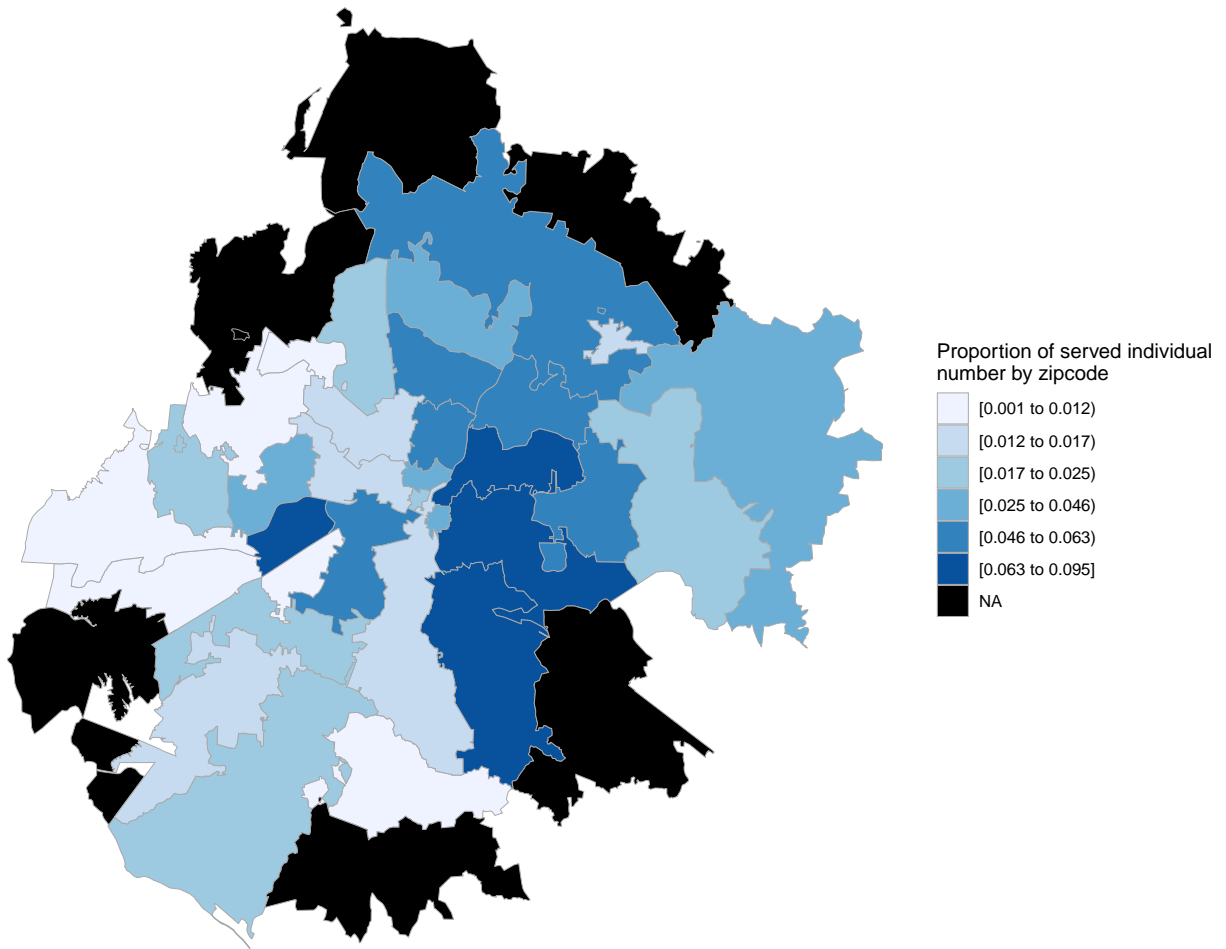 Proportion of served individual
number by zipcode
[0.001 to 0.012)
[0.012 to 0.017)
[0.017 to 0.025)
[0.025 to 0.046)
[0.046 to 0.063)
[0.063 to 0.095]
NA